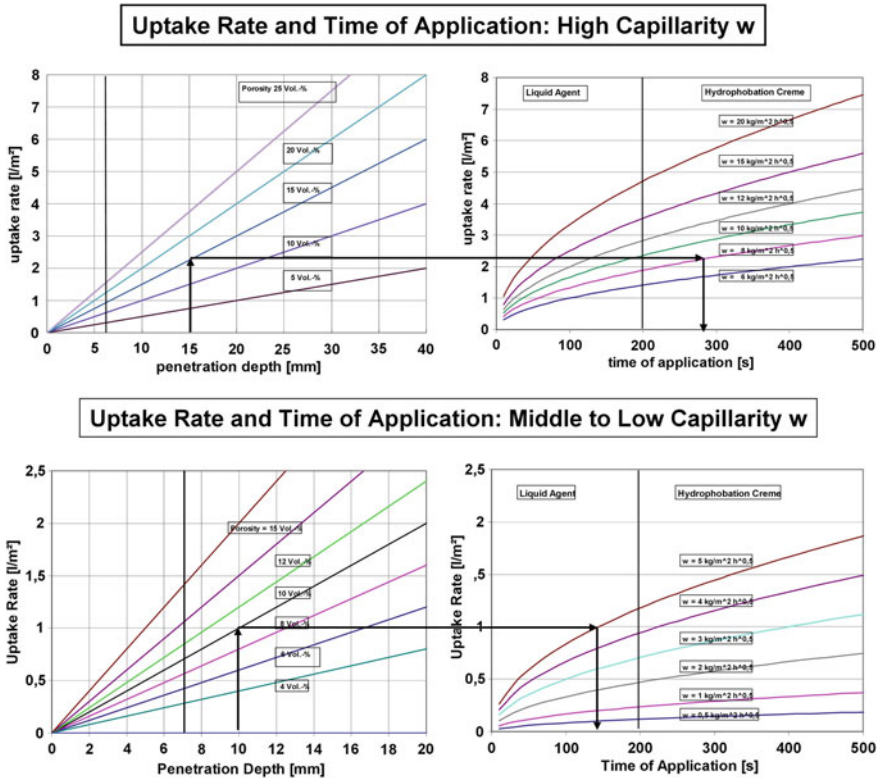 Uptake Rate and Time of Application: High Capillarity w
8
7
6
5
4
3
2
1
0
uptake rate [l/m²]
Porosity 25 Vol.-%
20 Vol.-%
15 Vol.-%
10 Vol.-%
5 Vol.-%
0 5 10 15 20 25 30 35 40
penetration depth [mm]
8
7
6
5
4
3
2
1
0
uptake rate [l/m²]
Liquid Agent
Hydrophobation Creme
w = 20 kg/m^2 h^0,5
w = 15 kg/m^2 h^0,5
w = 12 kg/m^2 h^0,5
w = 10 kg/m^2 h^0,5
w = 8 kg/m^2 h^0,5
w = 6 kg/m^2 h^0,5
0 100 200 300 400 500
time of application [s]
Uptake Rate and Time of Application: Middle to Low Capillarity w
2,5
2
1,5
1
0,5
0
Uptake Rate [l/m²]
Porosity = 15 Vol.-%
12 Vol.-%
10 Vol.-%
8 Vol.-%
6 Vol.-%
4 Vol.-%
0 2 4 6 8 10 12 14 16 18 20
Penetration Depth [mm]
2,5
2
,5
1
0,5
0
Uptake Rate [l/m²]
Liquid Agent
Hydrophobation Creme
w = 5 kg/m^2 h^0,5
w = 4 kg/m^2 h^0,5
w = 3 kg/m^2 h^0,5
w = 2 kg/m^2 h^0,5
w = 1 kg/m^2 h^0,5
w = 0,5 kg/m^2 h^0,5
0 100 200 300 400 500
Time of Application [s]